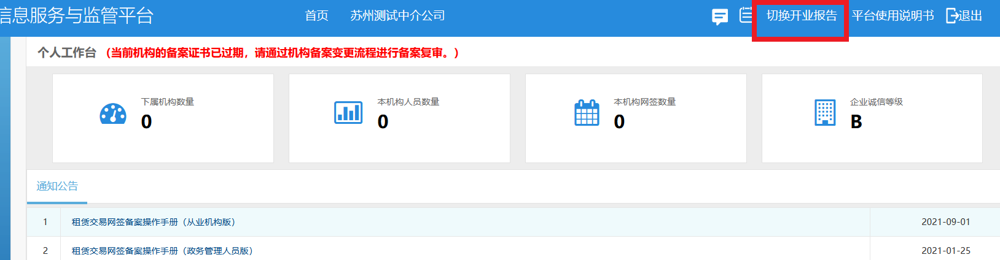 信息服务与监管平台
首页
苏州测试中介公司
切换开业报告
平台使用说明书
退出
个人工作台 （当前机构的备案证书已过期，请通过机构备案变更流程进行备案复审。）
下属机构数量
0
本机构人员数量
0
本机构网签数量
0
企业诚信等级
B
通知公告
1 租赁交易网签备案操作手册（从业机构版） 2021-09-01
2 租赁交易网签备案操作手册（政务管理人员版） 2021-01-25